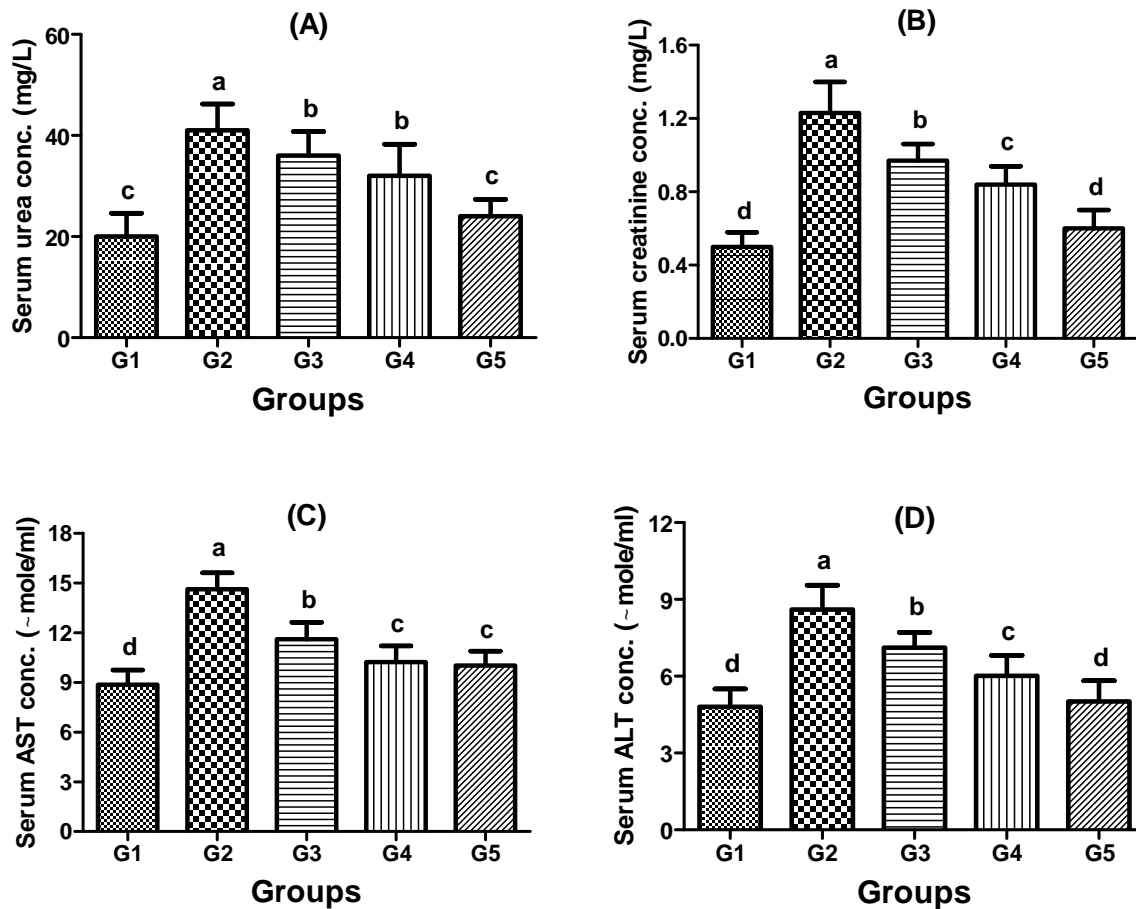 (A)
Serum urea conc. (mg/L)
60
40
20
0
c
a
b
b
c
G1 G2 G3 G4 G5
Groups
(B)
Serum creatinine conc. (mg/L)
1.6
1.2
0.8
0.4
0.0
d
a
b
c
d
G1 G2 G3 G4 G5
Groups
(C)
Serum AST conc. (~mole/ml)
18
15
12
9
6
3
0
d
a
b
c
c
G1 G2 G3 G4 G5
Groups
(D)
Serum ALT conc. (~mole/ml)
12
9
6
3
0
d
a
b
c
d
G1 G2 G3 G4 G5
Groups